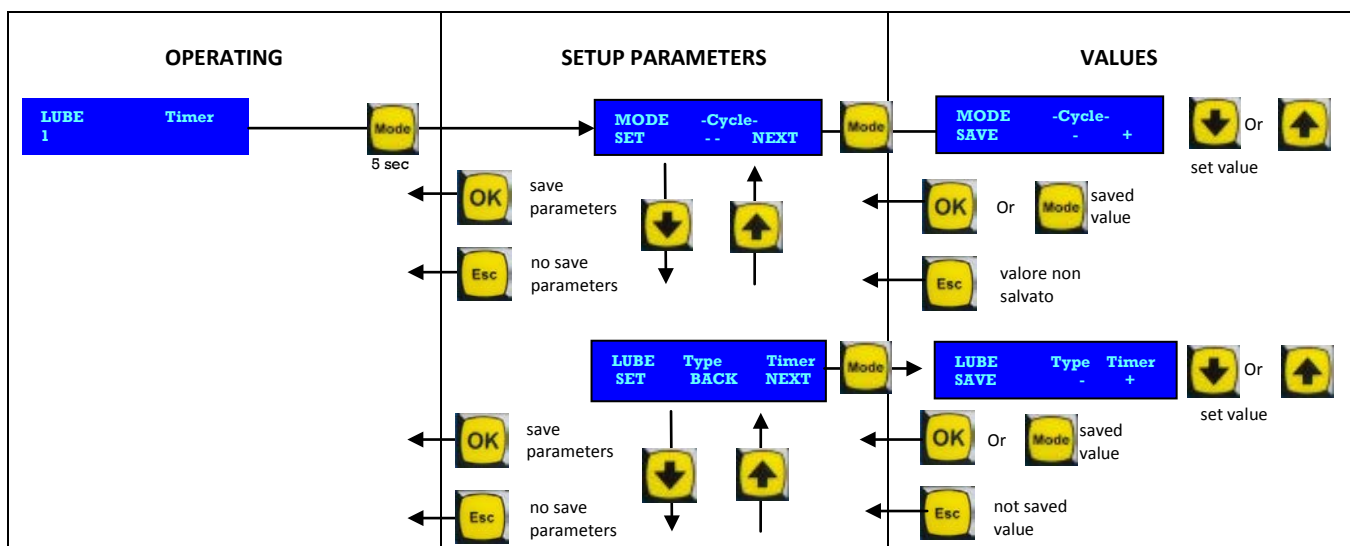 OPERATING
SETUP PARAMETERS
VALUES
LUBE Timer
1
Mode
5 sec
MODE -Cycle-
SET -- NEXT
Mode
MODE -Cycle-
SAVE - +
Or
set value
OK
save
parameters
Esc
no save
parameters
OK
Or
Mode
saved
value
Esc
valore non
salvato
LUBE Type Timer
SET BACK NEXT
Mode
LUBE Type Timer
SAVE - +
Or
set value
OK
save
parameters
Esc
no save
parameters
OK
Or
Mode
saved
value
Esc
not saved
value